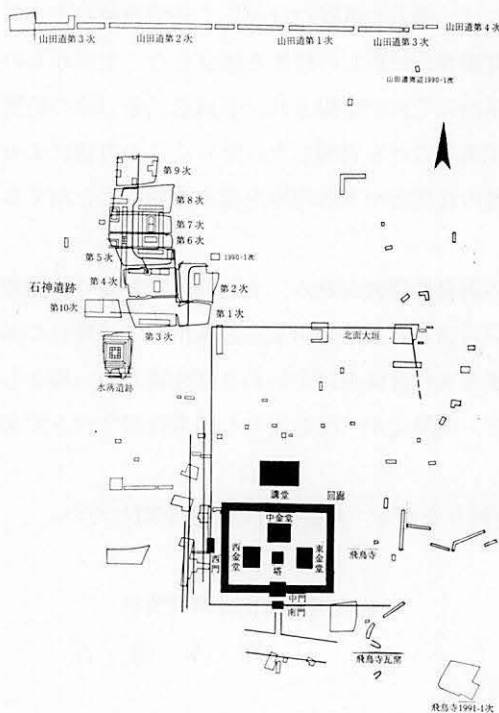 山田道第3次 山田道第2次 山田道第1次 山田道第3次 山田道第4次
山田道周辺1990-1次
第9次
第8次
第7次
第6次
第5次
1990-1次
石神遺跡
第4次
第2次
第10次
第1次
第3次
北面大垣
水落遺跡
講堂
回廊
中金堂
西金堂
東金堂
飛鳥寺
塔
西門
中門
南門
飛鳥寺瓦窯
飛鳥寺1991-1次